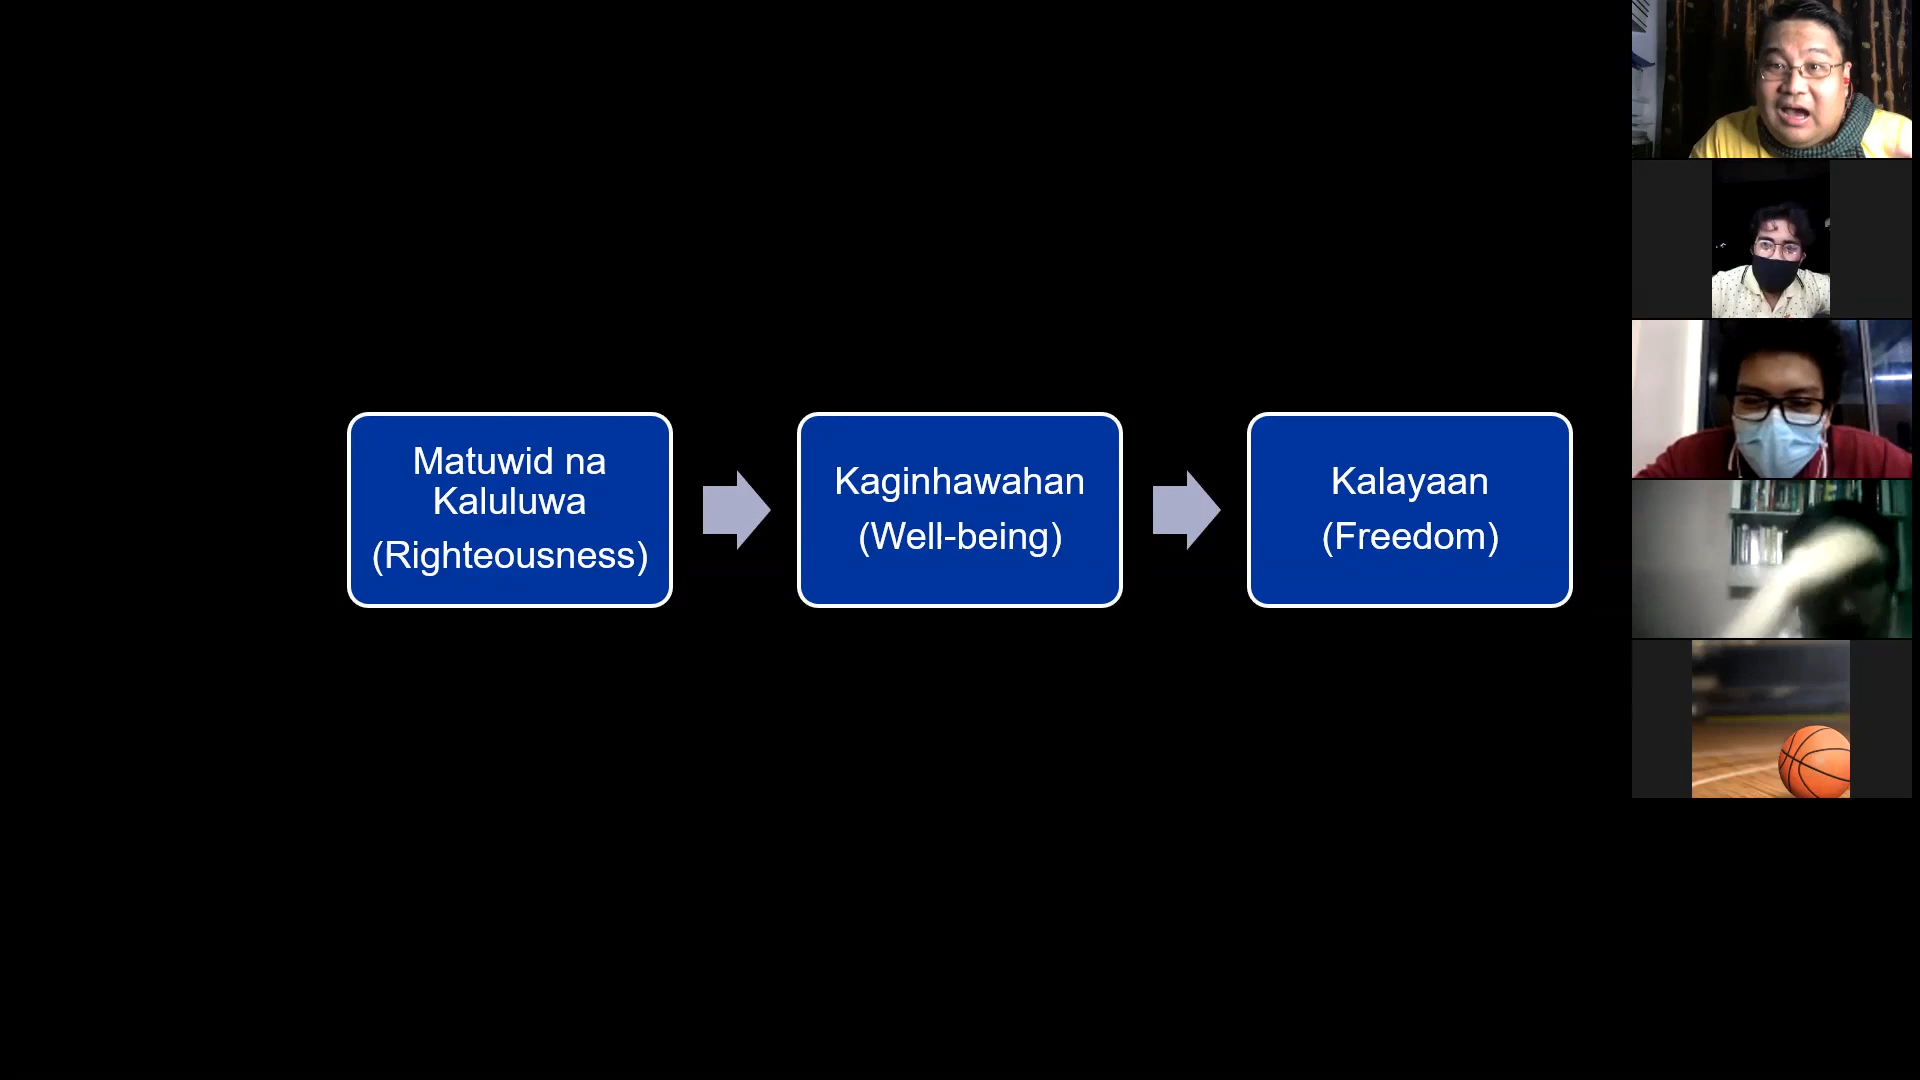 Matuwid na
Kaluluwa
(Righteousness)
Kaginhawahan
(Well-being)
Kalayaan
(Freedom)